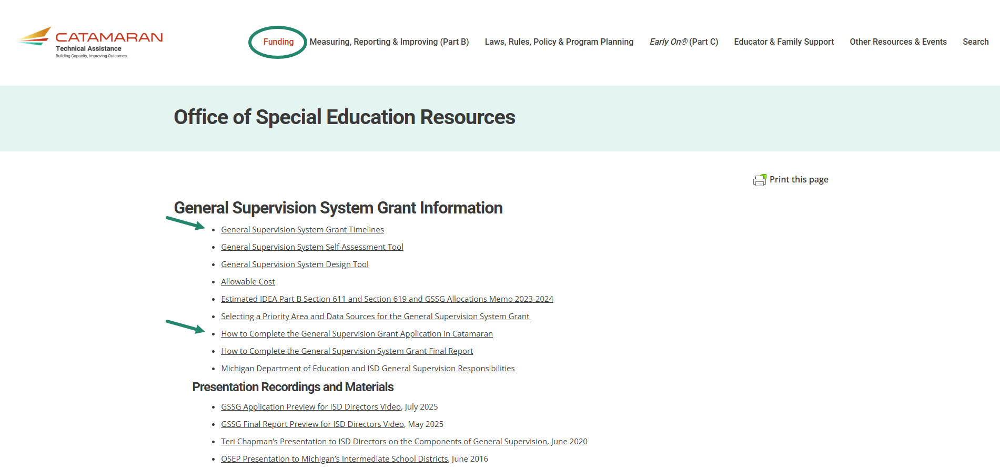 CATAMARAN
Technical Assistance
Building Capacity, Improving Outcomes
Funding
Measuring, Reporting & Improving (Part B)
Laws, Rules, Policy & Program Planning
Early On® (Part C)
Educator & Family Support
Other Resources & Events
Search
Office of Special Education Resources
Print this page
General Supervision System Grant Information
General Supervision System Grant Timelines
General Supervision System Self-Assessment Tool
General Supervision System Design Tool
Allowable Cost
Estimated IDEA Part B Section 611 and Section 619 and GSSG Allocations Memo 2023-2024
Selecting a Priority Area and Data Sources for the General Supervision System Grant
How to Complete the General Supervision Grant Application in Catamaran
How to Complete the General Supervision System Grant Final Report
Michigan Department of Education and ISD General Supervision Responsibilities
Presentation Recordings and Materials
GSSG Application Preview for ISD Directors Video, July 2025
GSSG Final Report Preview for ISD Directors Video, May 2025
Teri Chapman’s Presentation to ISD Directors on the Components of General Supervision, June 2020
OSEP Presentation to Michigan’s Intermediate School Districts, June 2016